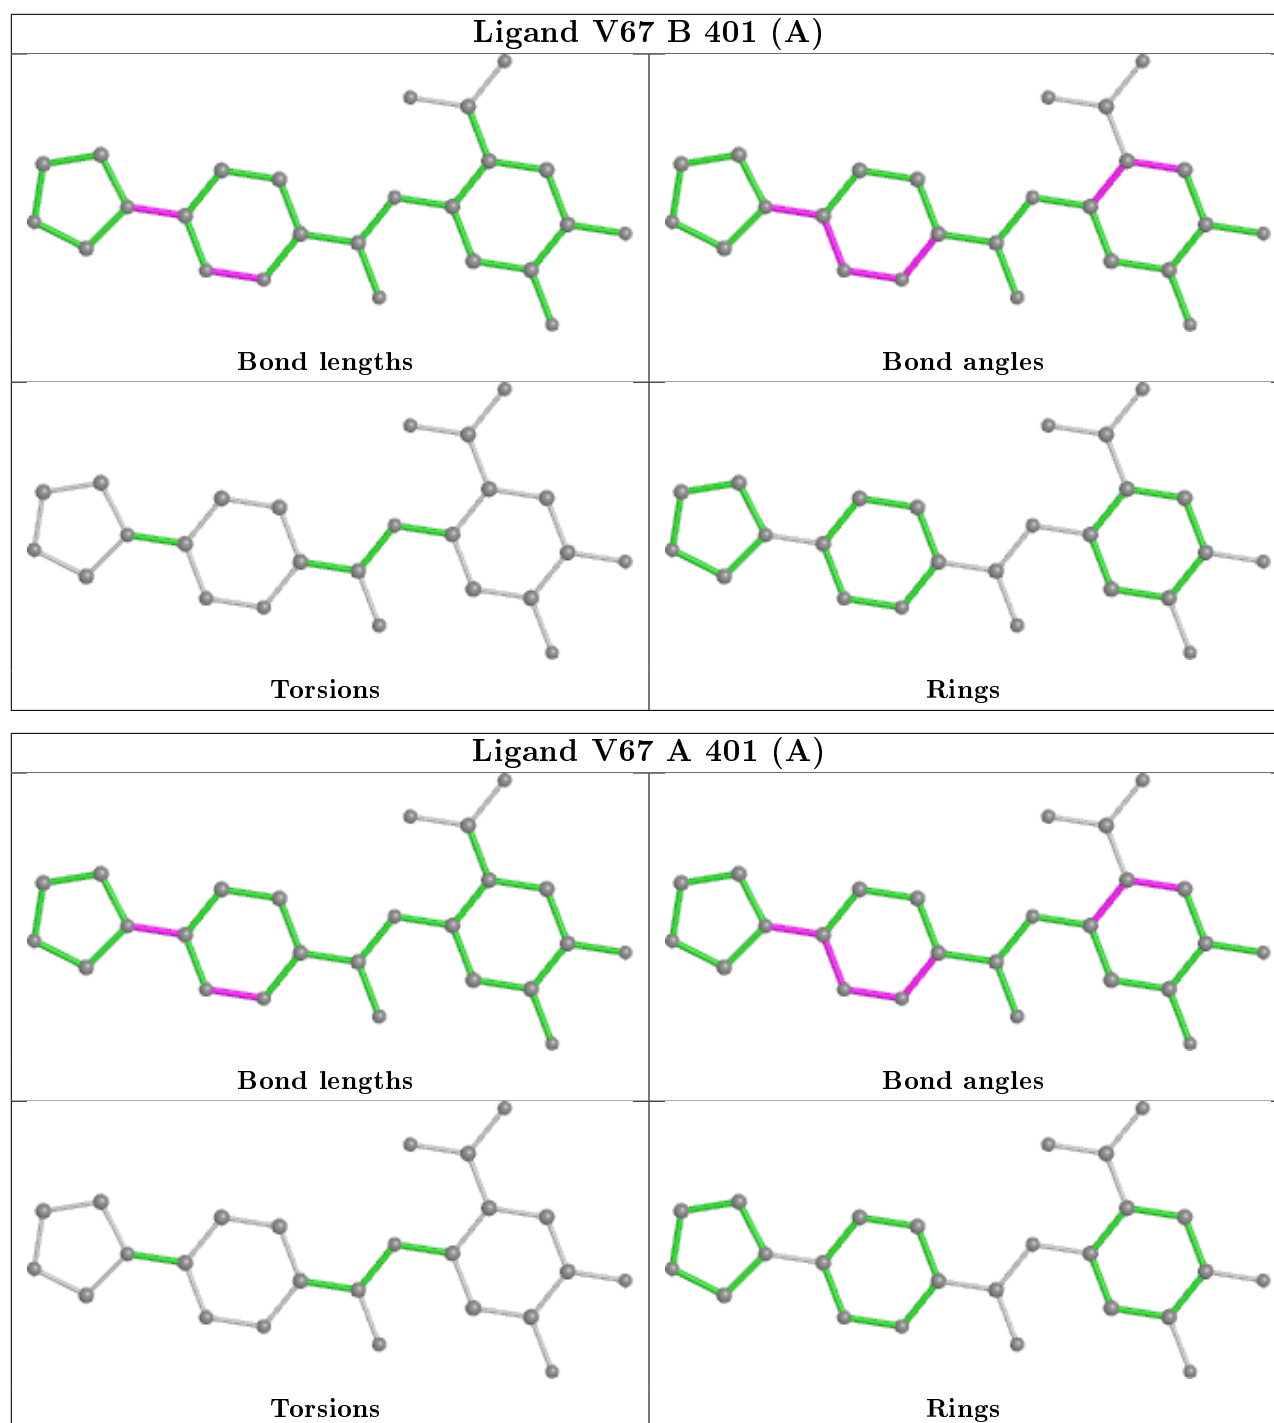 Ligand V67 B 401 (A)
Bond lengths
Bond angles
Torsions
Rings
Ligand V67 A 401 (A)
Bond lengths
Bond angles
Torsions
Rings